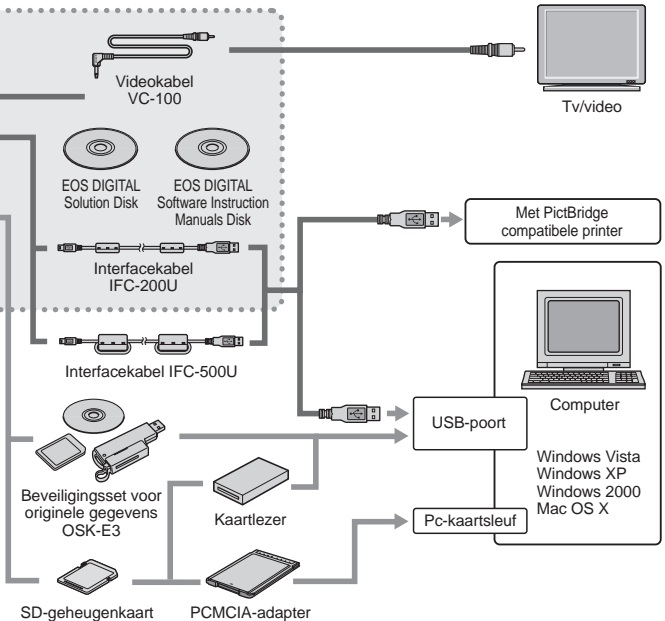 Videokabel
VC-100
Tv/video
EOS DIGITAL
Solution Disk
EOS DIGITAL
Software Instruction
Manuals Disk
Met PictBridge
compatibele printer
Interfacekabel
IFC-200U
Interfacekabel IFC-500U
Computer
USB-poort
Windows Vista
Windows XP
Windows 2000
Mac OS X
Beveiligingsset voor
originele gegevens
OSK-E3
Kaartlezer
Pc-kaartsleuf
SD-geheugenkaart
PCMCIA-adapter